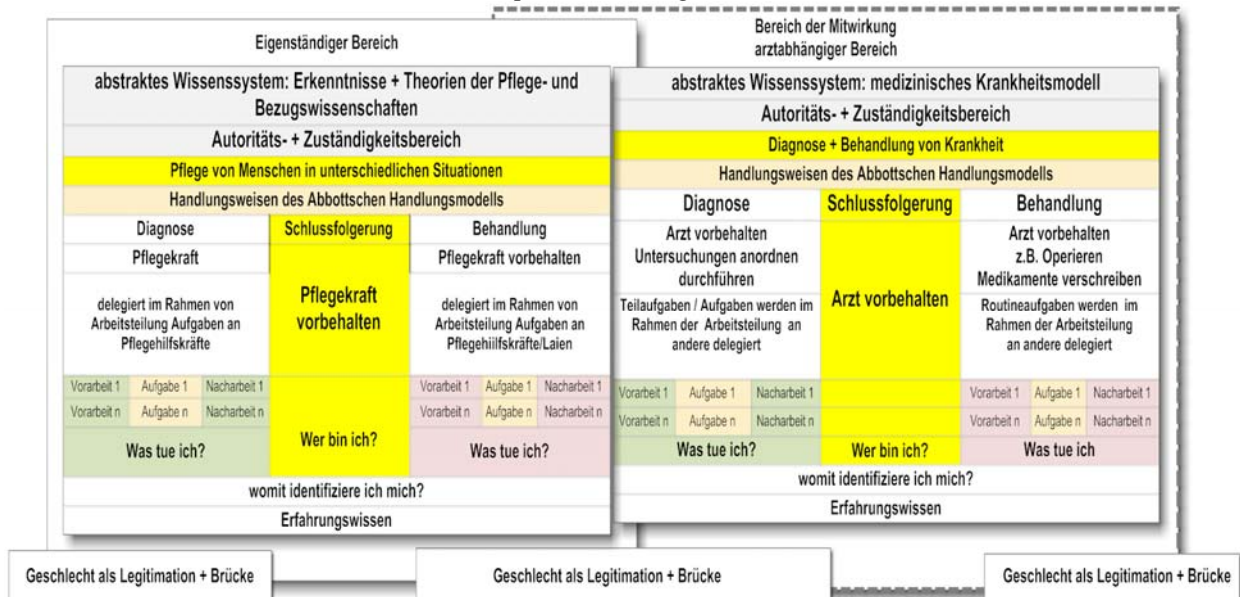 Eigenständiger Bereich
abstraktes Wissenssystem: Erkenntnisse + Theorien der Pflege- und
Bezugswissenschaften
Autoritäts- + Zuständigkeitsbereich
Pflege von Menschen in unterschiedlichen Situationen
Handlungsweisen des Abbottschen Handlungsmodells
Diagnose
Schlussfolgerung
Behandlung
Pflegekraft
Pflegekraft vorbehalten
Pflegekraft
vorbehalten
delegiert im Rahmen von
Arbeitsteilung Aufgaben an
Pflegehilfskräfte
delegiert im Rahmen von
Arbeitsteilung Aufgaben an
Pflegehiilfskräfte/Laien
Vorarbeit 1 Aufgabe 1 Nacharbeit 1
Vorarbeit 1 Aufgabe 1 Nacharbeit 1
Vorarbeit n Aufgabe n Nacharbeit n
Vorarbeit n Aufgabe n Nacharbeit n
Was tue ich?
Wer bin ich?
Was tue ich?
womit identifiziere ich mich?
Erfahrungswissen
Bereich der Mitwirkung
arztabhängiger Bereich
abstraktes Wissenssystem: medizinisches Krankheitsmodell
Autoritäts- + Zuständigkeitsbereich
Diagnose + Behandlung von Krankheit
Handlungsweisen des Abbottschen Handlungsmodells
Diagnose
Schlussfolgerung
Behandlung
Arzt vorbehalten
Untersuchungen anordnen
durchführen
Arzt vorbehalten
Arzt vorbehalten
z.B. Operieren
Medikamente verschreiben
Teilaufgaben / Aufgaben werden im
Rahmen der Arbeitsteilung an
andere delegiert
Routineaufgaben werden im
Rahmen der Arbeitsteilung
an andere delegiert
Vorarbeit 1 Aufgabe 1 Nacharbeit 1
Vorarbeit 1 Aufgabe 1 Nacharbeit 1
Vorarbeit n Aufgabe n Nacharbeit n
Vorarbeit n Aufgabe n Nacharbeit n
Was tue ich?
Wer bin ich?
Was tue ich
womit identifiziere ich mich?
Erfahrungswissen
Geschlecht als Legitimation + Brücke
Geschlecht als Legitimation + Brücke
Geschlecht als Legitimation + Brücke